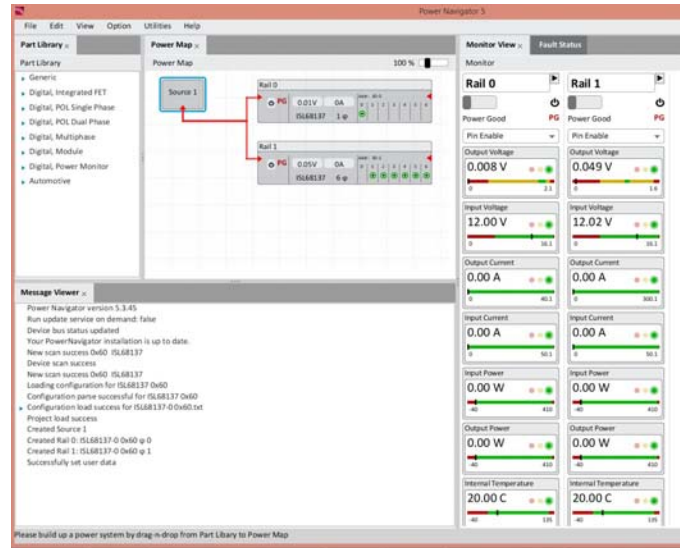 Power Navigator 5
File Edit View Option Utilities Help
Part Library x
Part Library
Generic
Digital, Integrated FET
Digital, POL Single Phase
Digital, POL Dual Phase
Digital, Multiphase
Digital, Module
Digital, Power Monitor
Automotive
Power Map x
Power Map 100 %
Source 1
Rail 0
PG 0.01V 0A
ISL68137 1 φ
Rail 1
PG 0.05V 0A
ISL68137 6 φ
Message Viewer x
Power Navigator version 5.3.45
Run update service on demand: false
Device bus status updated
Your PowerNavigator installation is up to date.
New scan success 0x60 ISL68137
Device scan success
New scan success 0x60 ISL68137
Loading configuration for ISL68137 0x60
Configuration parse successful for ISL68137 0x60
Configuration load success for ISL68137-0 0x60.txt
Project load success
Created Source 1
Created Rail 0: ISL68137-0 0x60 φ 0
Created Rail 1: ISL68137-0 0x60 φ 1
Successfully set user data
Monitor View x Fault Status
Monitor
Rail 0 Rail 1
Power Good PG Power Good PG
Pin Enable Pin Enable
Output Voltage Output Voltage
0.008 V 0.049 V
0 2.1 0 1.6
Input Voltage Input Voltage
12.00 V 12.02 V
0 16.1 0 16.1
Output Current Output Current
0.00 A 0.00 A
0 40.1 0 300.1
Input Current Input Current
0.00 A 0.00 A
0 50.1 0 50.1
Input Power Input Power
0.00 W 0.00 W
-40 410 -40 410
Output Power Output Power
0.00 W 0.00 W
-40 410 -40 410
Internal Temperature Internal Temperature
20.00 C 20.00 C
-40 135 -40 135
Please build up a power system by drag-n-drop from Part Libary to Power Map